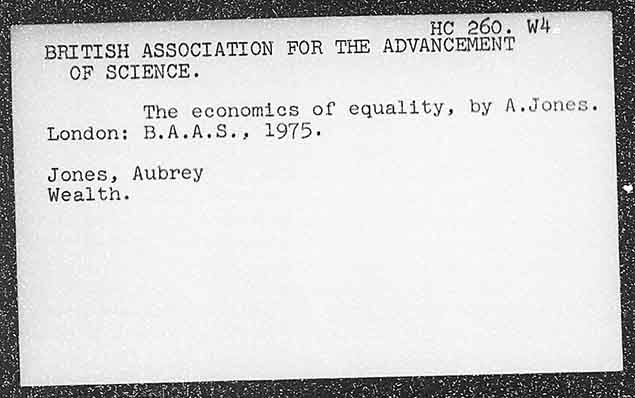 HC 260. W4
BRITISH ASSOCIATION FOR THE ADVANCEMENT
OF SCIENCE.
The economics of equality, by A.Jones.
London: B.A.A.S., 1975.
Jones, Aubrey
Wealth.